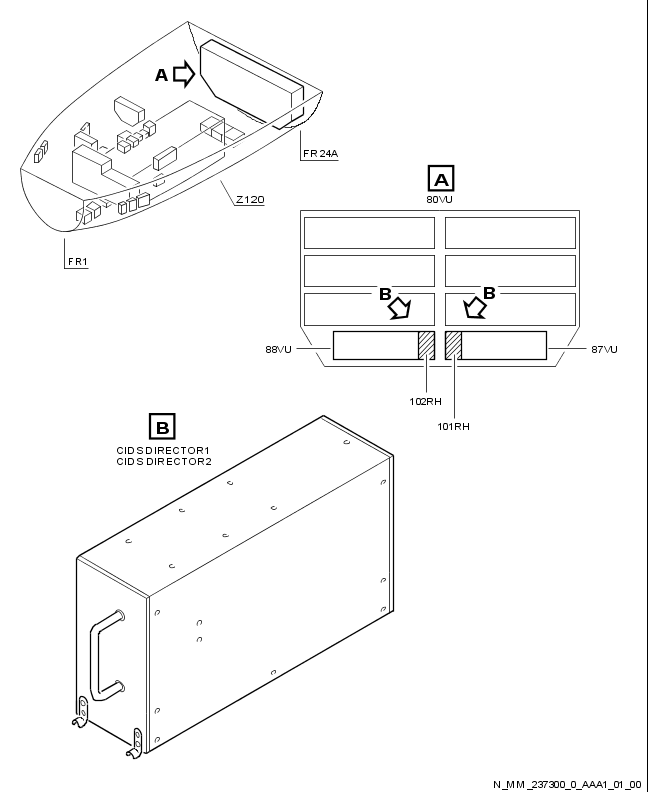 A
FR 24A
Z120
FR1
A
80VU
B
B
88VU
87VU
102RH
101RH
B
CIDS DIRECTOR1
CIDS DIRECTOR2
N_MM_237300_0_AAA1_01_00